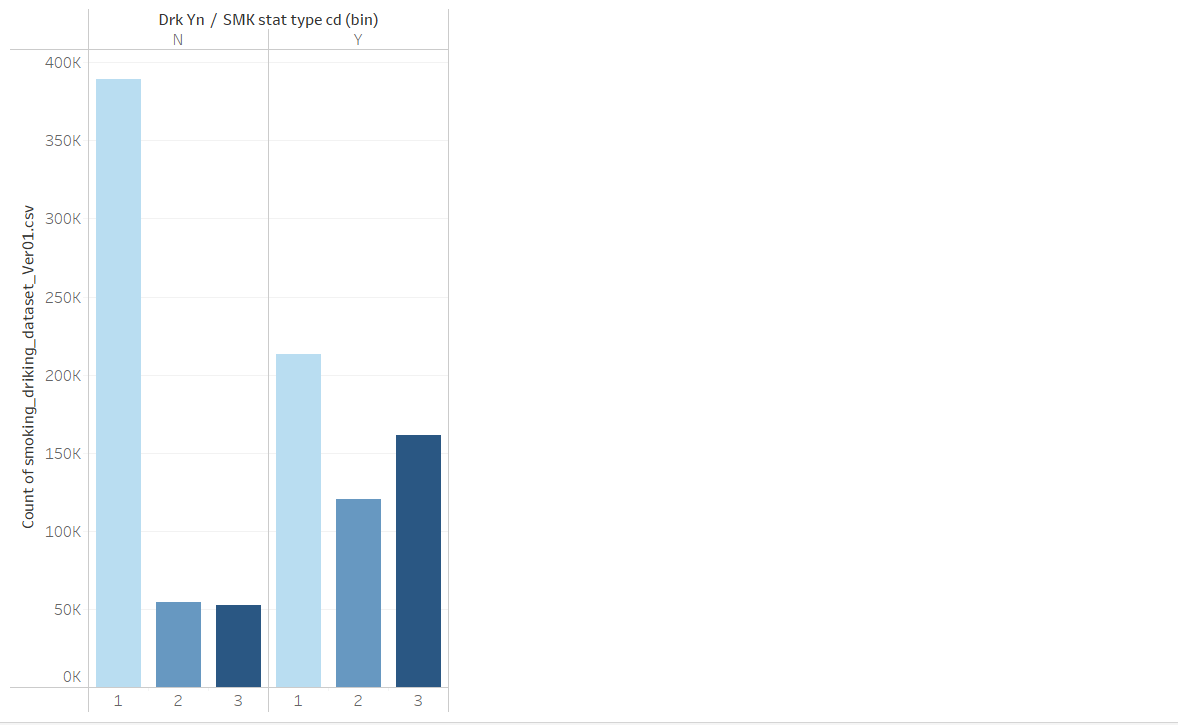 Drk Yn / SMK stat type cd (bin)
N Y
400K
350K
300K
250K
200K
150K
100K
50K
0K
Count of smoking_driking_dataset_Ver01.csv
1 2 3 1 2 3